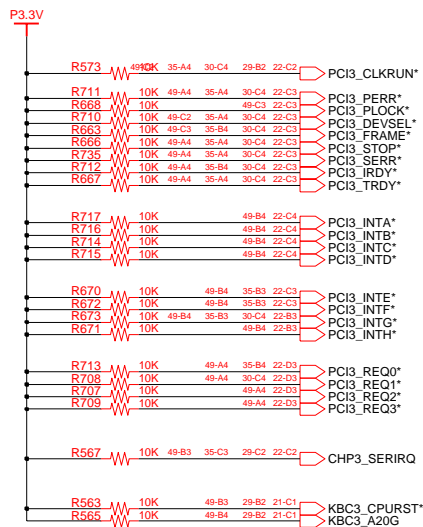 P3.3V
R573 10K 35-A4 30-C4 29-B2 22-C2 PCI3_CLKRUN*
R711 10K 49-A4 35-A4 30-C4 22-C3 PCI3_PERR*
R668 10K 49-C3 22-C3 PCI3_PLOCK*
R710 10K 49-C2 35-A4 30-C4 22-C3 PCI3_DEVSEL*
R663 10K 49-C3 35-B4 30-C4 22-C3 PCI3_FRAME*
R666 10K 49-A4 35-A4 30-C4 22-C3 PCI3_STOP*
R735 10K 49-A4 35-A4 30-C3 22-C3 PCI3_SERR*
R712 10K 49-A4 35-A4 30-C4 22-C3 PCI3_IRDY*
R667 10K 49-A4 35-A4 30-C4 22-C3 PCI3_TRDY*
R717 10K 49-B4 22-C4 PCI3_INTA*
R716 10K 49-B4 22-C4 PCI3_INTB*
R714 10K 49-B4 22-C4 PCI3_INTC*
R715 10K 49-B4 22-C4 PCI3_INTD*
R670 10K 49-B4 35-B3 22-C3 PCI3_INTE*
R672 10K 49-B4 35-B3 22-C3 PCI3_INTF*
R673 10K 49-B4 35-B3 30-C4 22-B3 PCI3_INTG*
R671 10K 49-B4 22-B3 PCI3_INTH*
R713 10K 49-A4 35-B4 22-D3 PCI3_REQ0*
R708 10K 49-A4 30-C4 22-D3 PCI3_REQ1*
R707 10K 49-A4 22-D3 PCI3_REQ2*
R709 10K 49-A4 22-D3 PCI3_REQ3*
R567 10K 49-B3 35-C3 29-C2 22-C2 CHP3_SERIRQ
R563 10K 49-B3 29-B2 21-C1 KBC3_CPURST*
R565 10K 49-B4 29-B2 21-C1 KBC3_A20G